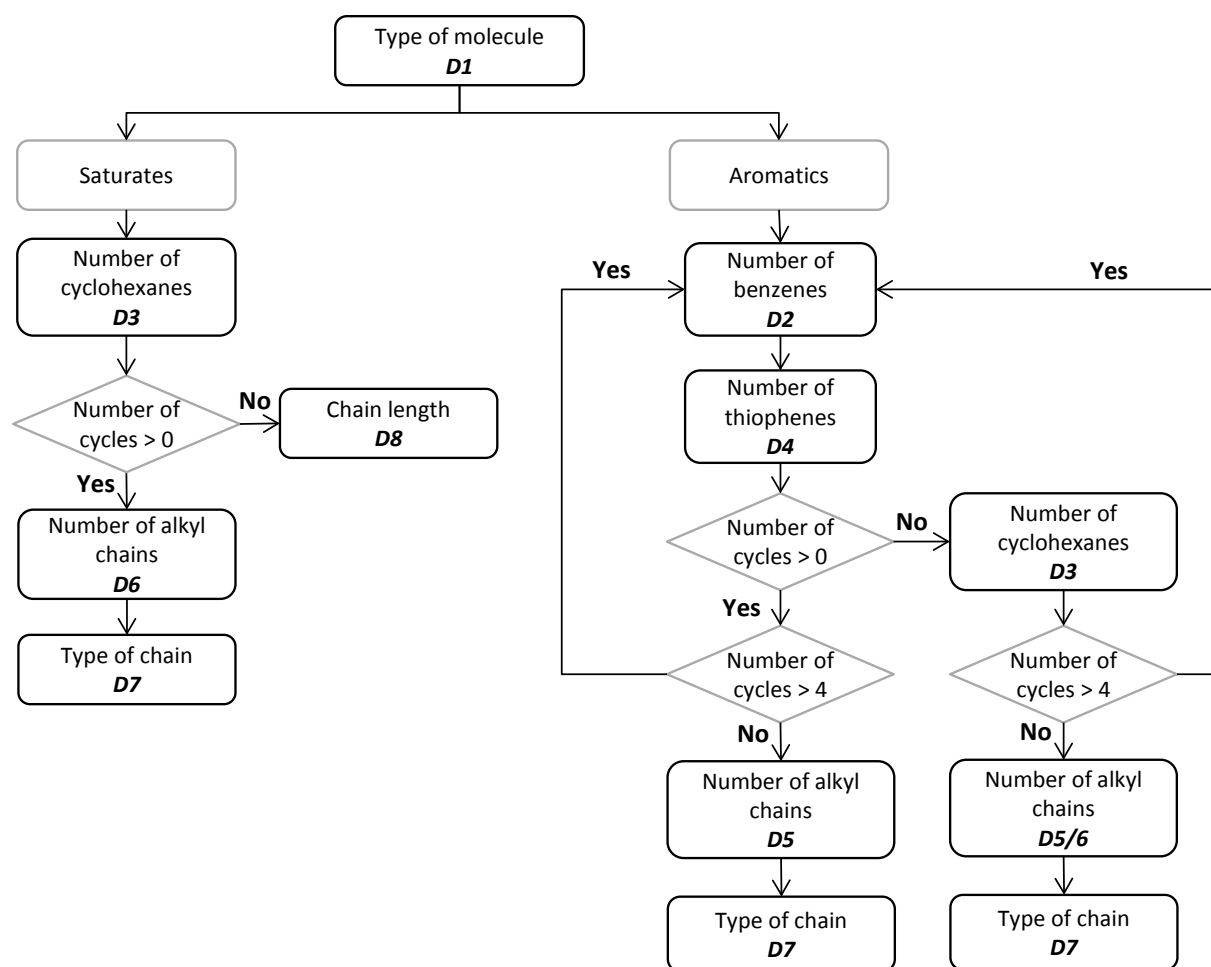 Type of molecule
D1
Saturates
Aromatics
Number of
cyclohexanes
D3
Yes
Number of
benzenes
D2
Yes
Number of
cycles > 0
No
Chain length
D8
Number of
thiophenes
D4
Yes
Number of alkyl
chains
D6
Number of
cycles > 0
No
Number of
cyclohexanes
D3
Yes
Type of chain
D7
Number of
cycles > 4
Number of
cycles > 4
No
No
Number of alkyl
chains
D5
Number of alkyl
chains
D5/6
Type of chain
D7
Type of chain
D7